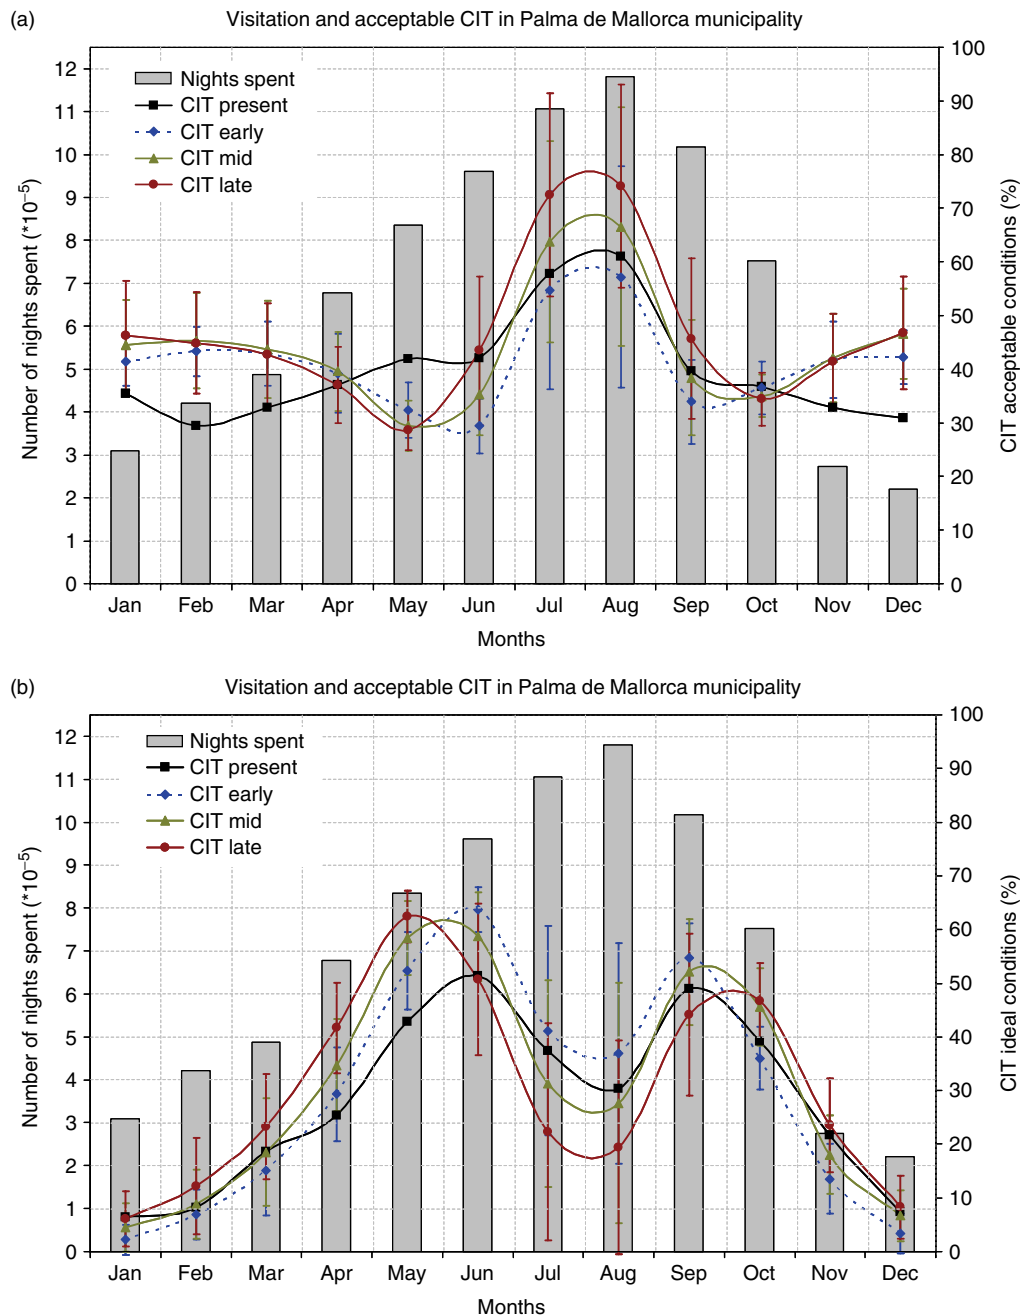 (a)
Visitation and acceptable CIT in Palma de Mallorca municipality
Nights spent
CIT present
CIT early
CIT mid
CIT late
Number of nights spent (*10⁻⁵)
12
11
10
9
8
7
6
5
4
3
2
1
0
100
90
80
70
60
50
40
30
20
10
0
CIT acceptable conditions (%)
Jan Feb Mar Apr May Jun Jul Aug Sep Oct Nov Dec
Months
(b)
Visitation and acceptable CIT in Palma de Mallorca municipality
Nights spent
CIT present
CIT early
CIT mid
CIT late
Number of nights spent (*10⁻⁵)
12
11
10
9
8
7
6
5
4
3
2
1
0
100
90
80
70
60
50
40
30
20
10
0
CIT ideal conditions (%)
Jan Feb Mar Apr May Jun Jul Aug Sep Oct Nov Dec
Months